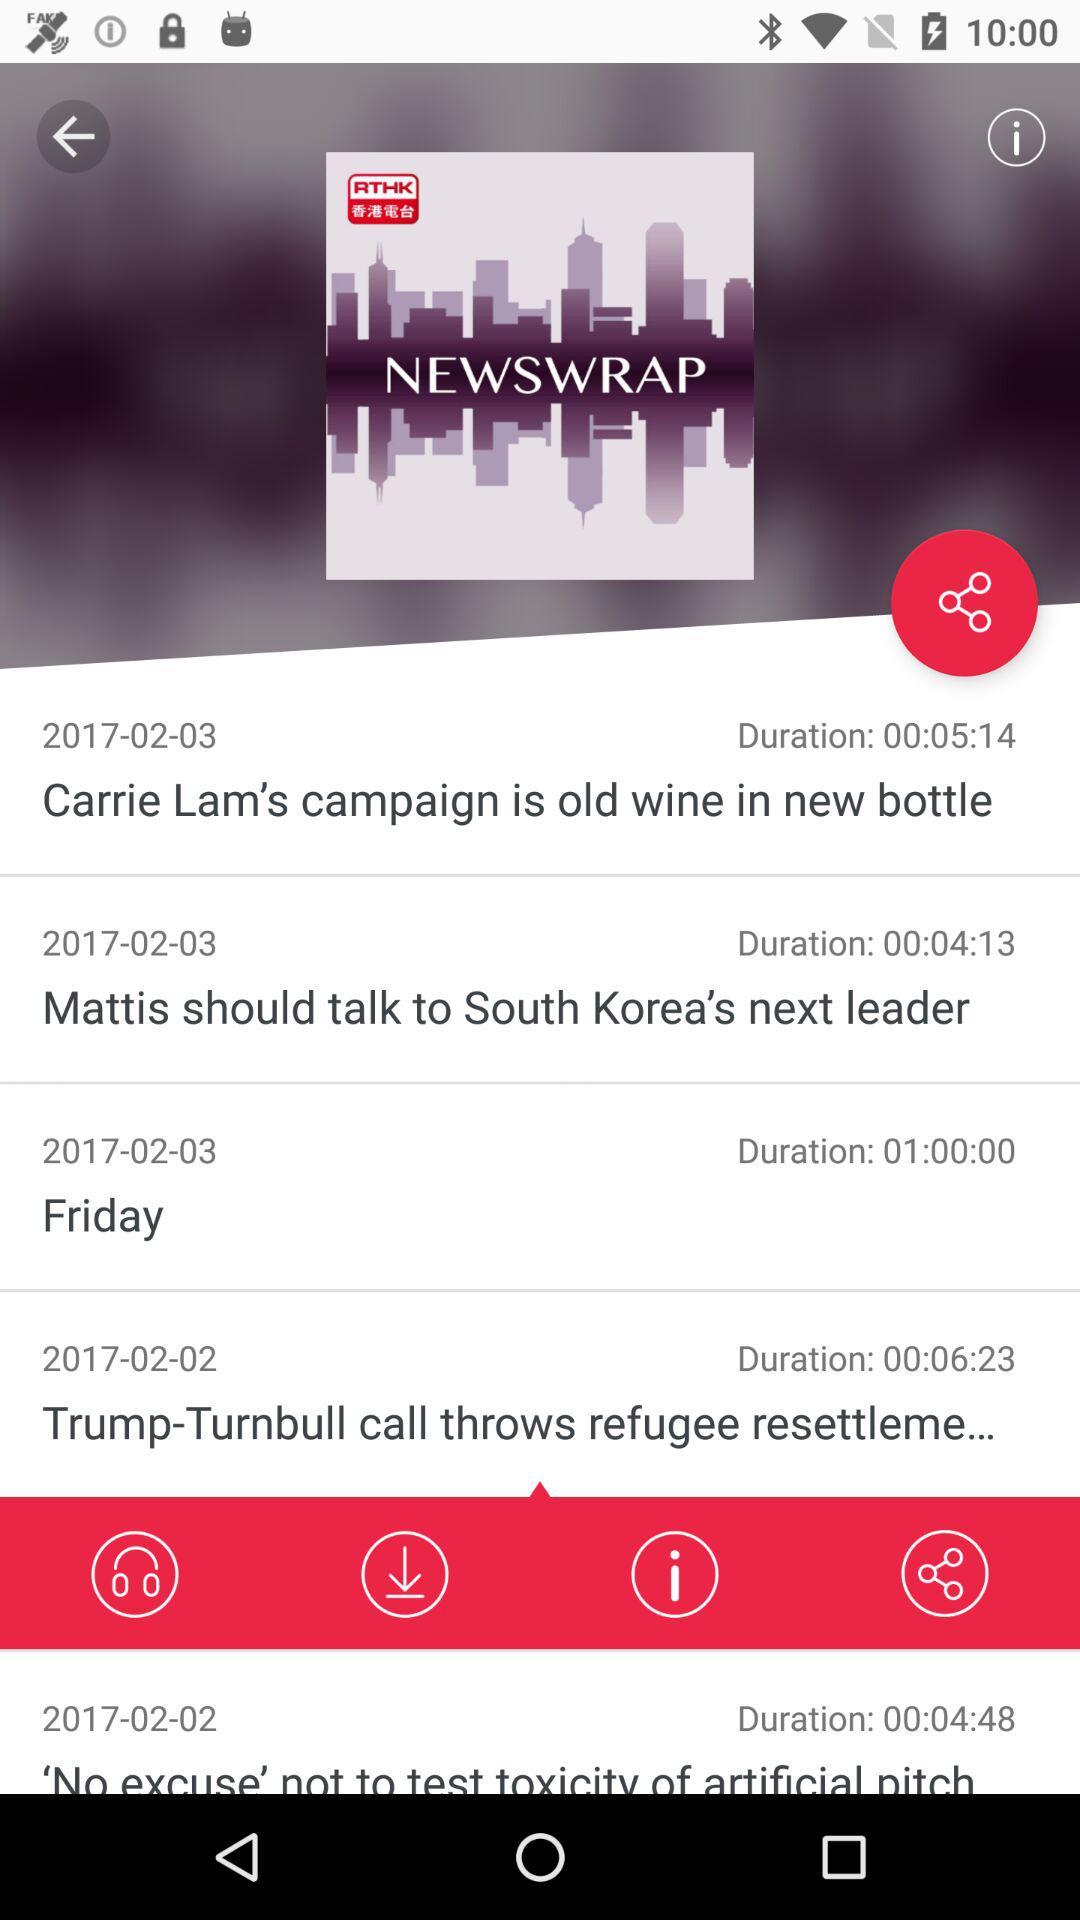 FAKE
10:00
RTHK
香港電台
NEWSWRAP
2017-02-03 Duration: 00:05:14
Carrie Lam’s campaign is old wine in new bottle
2017-02-03 Duration: 00:04:13
Mattis should talk to South Korea’s next leader
2017-02-03 Duration: 01:00:00
Friday
2017-02-02 Duration: 00:06:23
Trump-Turnbull call throws refugee resettleme...
2017-02-02 Duration: 00:04:48
‘No excuse’ not to test toxicity of artificial pitch